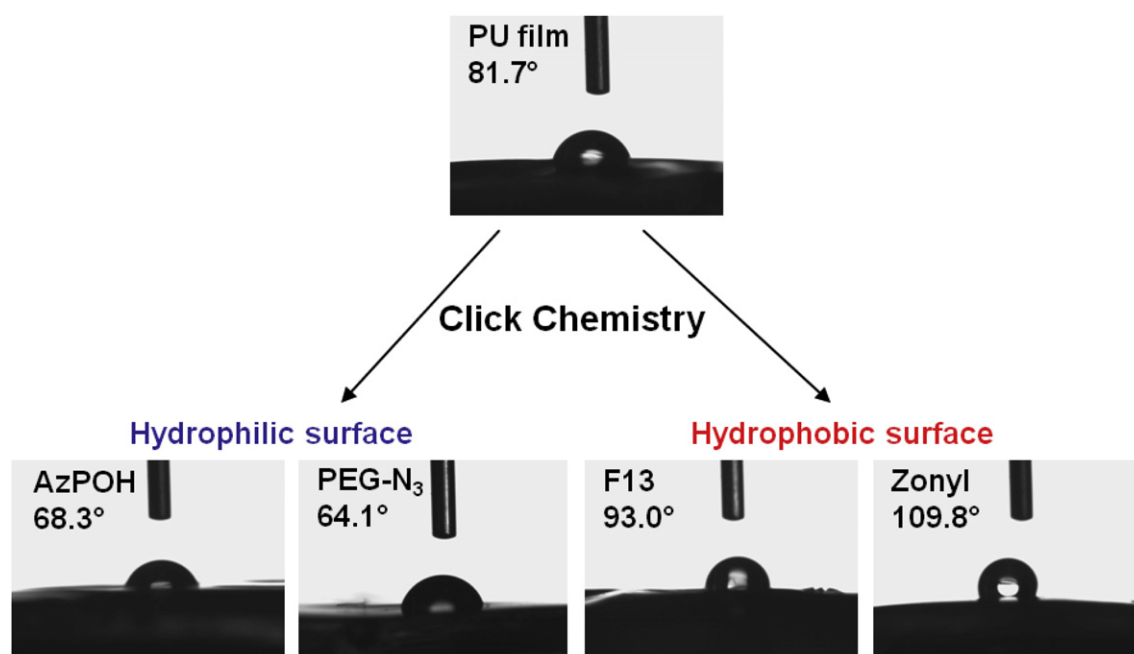 PU film
81.7°
Click Chemistry
Hydrophilic surface
Hydrophobic surface
AzPOH
68.3°
PEG-N₃
64.1°
F13
93.0°
Zonyl
109.8°